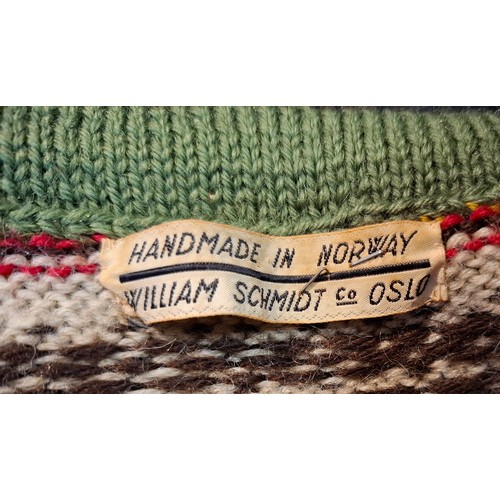 HANDMADE IN NORWAY
WILLIAM SCHMIDT Co OSLO